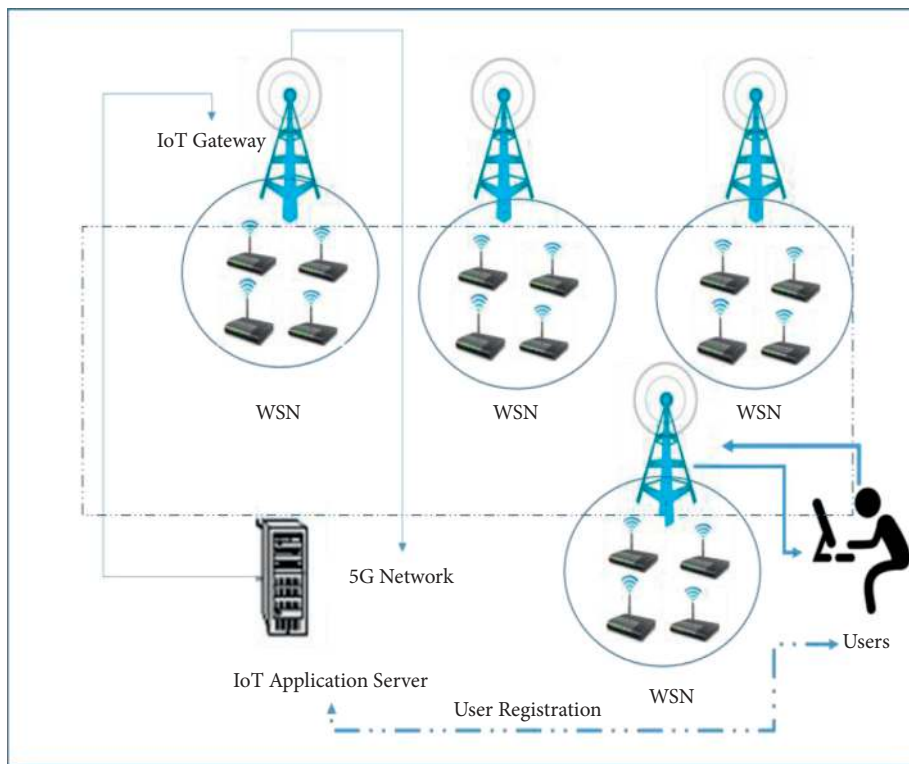 IoT Gateway
WSN
WSN
WSN
5G Network
Users
IoT Application Server
WSN
User Registration